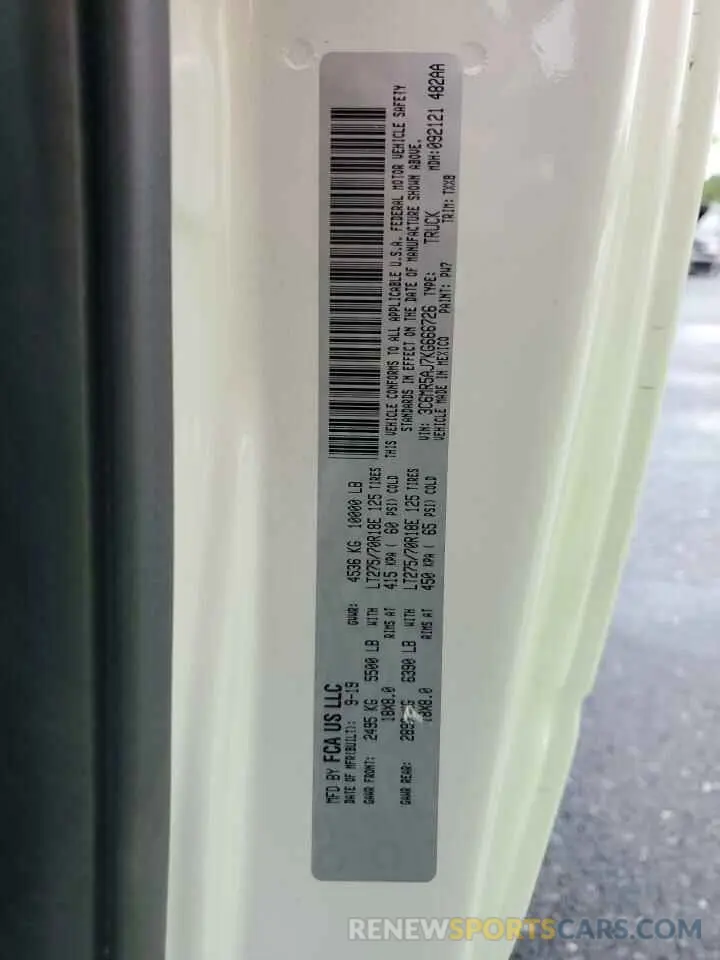 MFD BY FCA US LLC
DATE OF MFR(BUILT): 9-19 GVWR: 4536 KG 10000 LB
GAWR FRONT: 2495 KG 5500 LB WITH LT275/70R18E 125 TIRES
18X8.0 RIMS AT 415 KPA ( 60 PSI) COLD
GAWR REAR: KG 6390 LB WITH LT275/70R18E 125 TIRES
18X8.0 RIMS AT 450 KPA ( 65 PSI) COLD
THIS VEHICLE CONFORMS TO ALL APPLICABLE U.S.A. FEDERAL MOTOR VEHICLE SAFETY
STANDARDS IN EFFECT ON THE DATE OF MANUFACTURE SHOWN ABOVE.
VIN: 3C6MR5AJ7KG666726 TYPE: TRUCK MDH:092121 482AA
VEHICLE MADE IN MEXICO PAINT: PW7 TRIM: TXX8
RENEWSPORTSCARS.COM